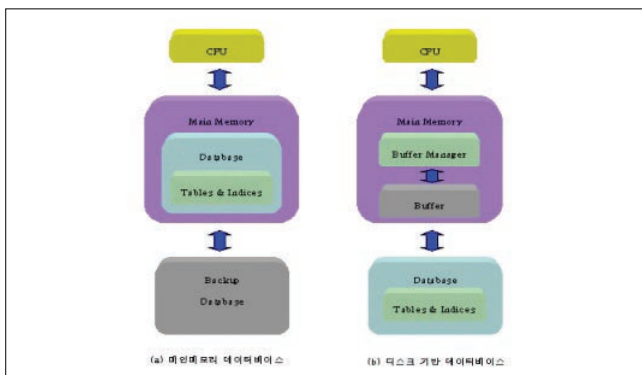 CPU
Main Memory
Database
Tables & Indices
Backup
Database
(a) 메인메모리 데이터베이스
CPU
Main Memory
Buffer Manager
Buffer
Database
Tables & Indices
(b) 디스크 기반 데이터베이스